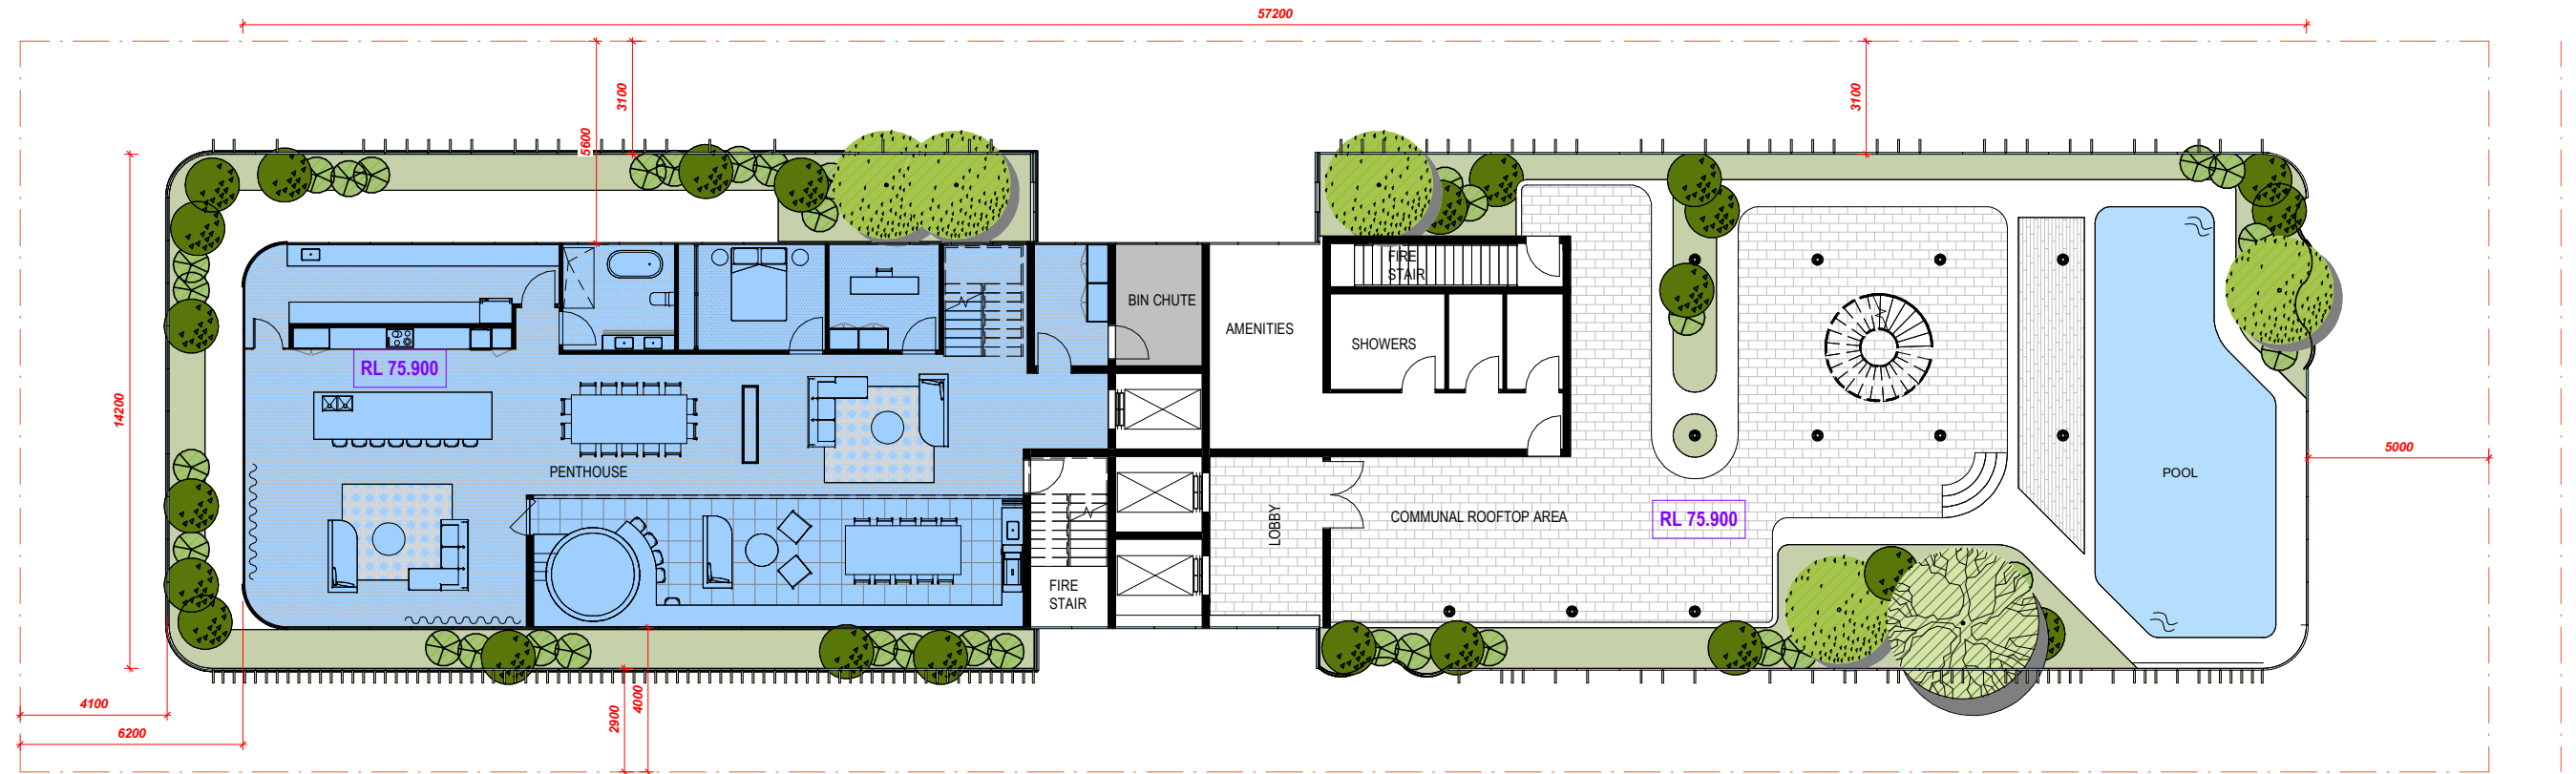 57200
3100
3100
5600
BIN CHUTE
AMENITIES
FIRE
STAIR
SHOWERS
RL 75.900
14200
PENTHOUSE
5000
POOL
LOBBY
COMMUNAL ROOFTOP AREA
RL 75.900
FIRE
STAIR
4100
6200
2900
4000